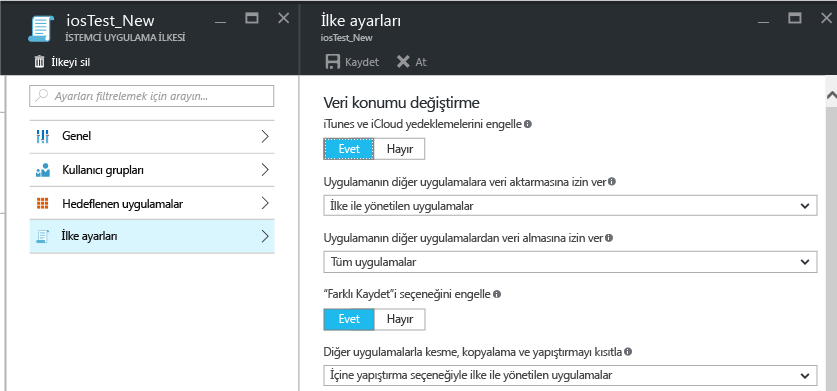 iosTest_New
İSTEMCİ UYGULAMA İLKESİ
İlkeyi sil
Ayarları filtrelemek için arayın...
Genel
Kullanıcı grupları
Hedeflenen uygulamalar
İlke ayarları
İlke ayarları
iosTest_New
Kaydet At
Veri konumu değiştirme
iTunes ve iCloud yedeklemelerini engelle
Evet Hayır
Uygulamanın diğer uygulamalara veri aktarmasına izin ver
İlke ile yönetilen uygulamalar
Uygulamanın diğer uygulamalardan veri almasına izin ver
Tüm uygulamalar
“Farklı Kaydet”i seçeneğini engelle
Evet Hayır
Diğer uygulamalarla kesme, kopyalama ve yapıştırmayı kısıtla
İçine yapıştırma seçeneğiyle ilke ile yönetilen uygulamalar